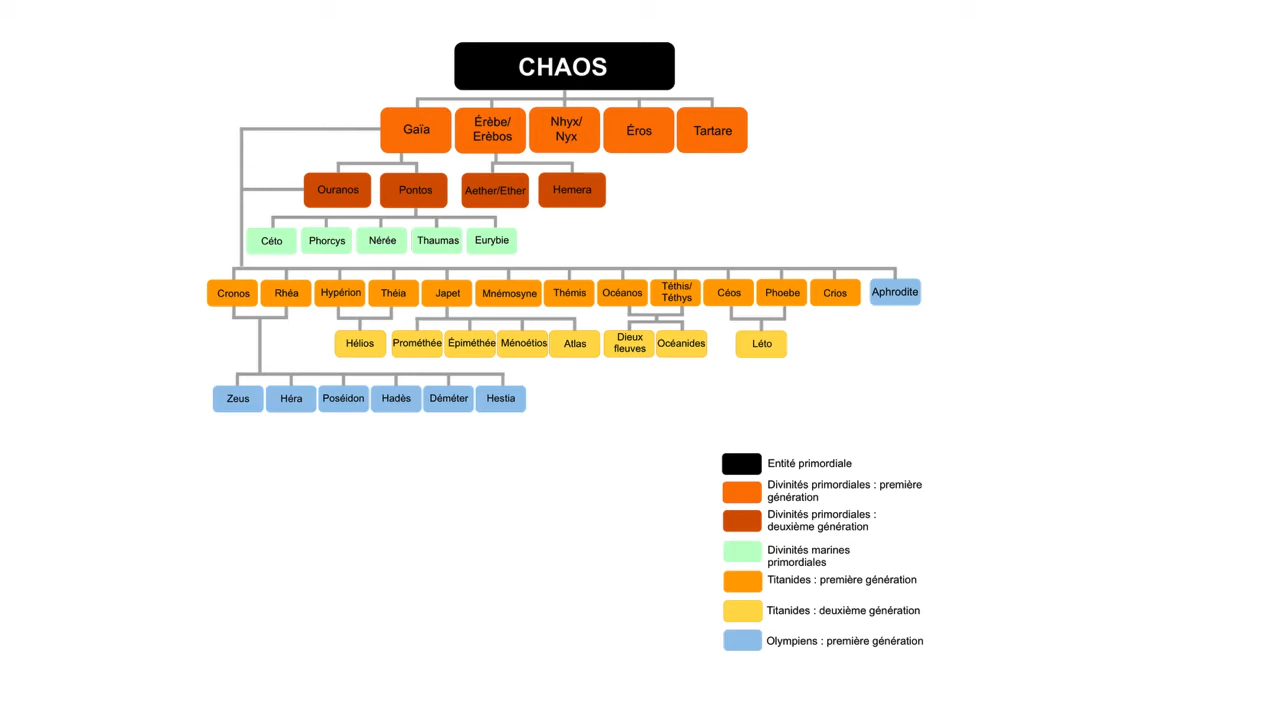 CHAOS
Gaïa
Érèbe/
Erèbos
Nhyx/
Nyx
Éros
Tartare
Ouranos
Pontos
Aether/Ether
Hemera
Céto
Phorcys
Nérée
Thaumas
Eurybie
Cronos
Rhéa
Hypérion
Théia
Japet
Mnémosyne
Thémis
Océanos
Téthis/
Téthys
Céos
Phoebe
Crios
Aphrodite
Hélios
Prométhée
Épiméthée
Ménoétios
Atlas
Dieux
fleuves
Océanides
Léto
Zeus
Héra
Poséidon
Hadès
Déméter
Hestia
Entité primordiale
Divinités primordiales : première
génération
Divinités primordiales :
deuxième génération
Divinités marines
primordiales
Titanides : première génération
Titanides : deuxième génération
Olympiens : première génération